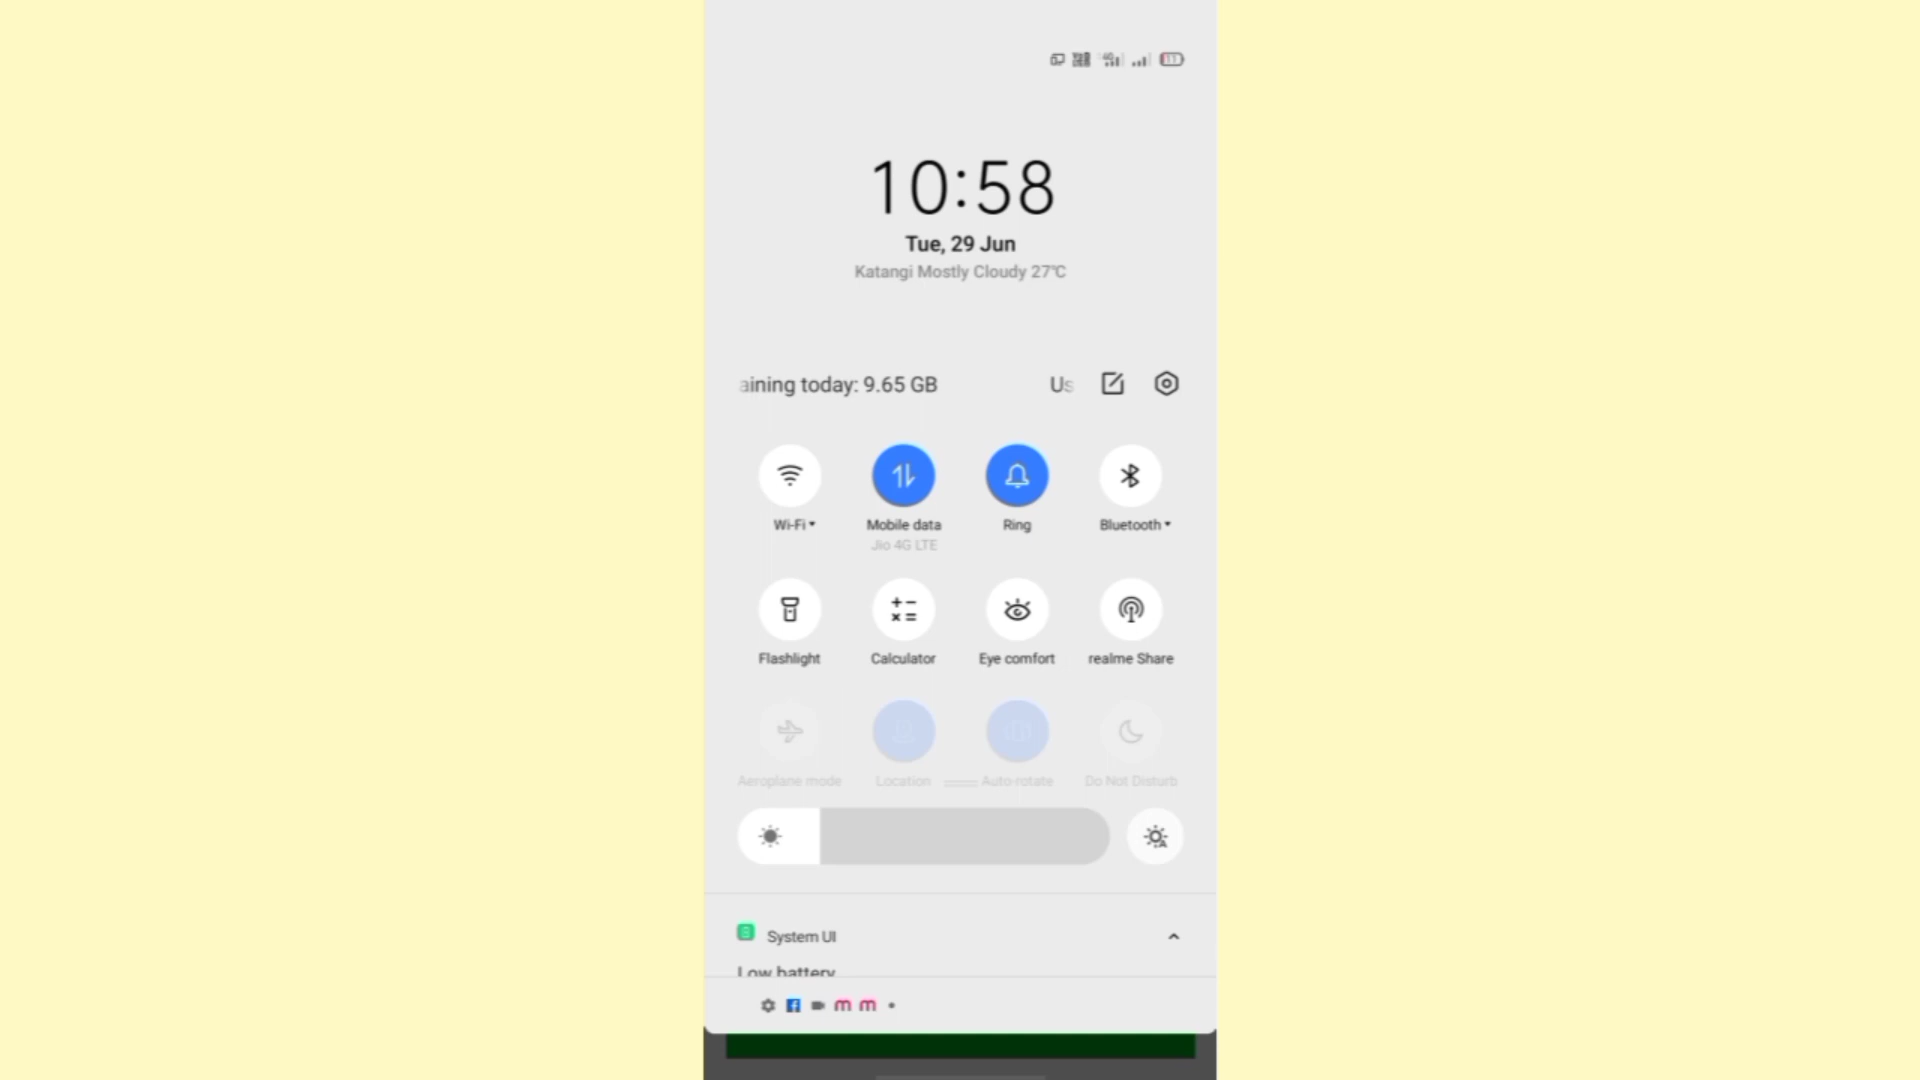 10:58
Tue, 29 Jun
Katangi Mostly Cloudy 27°C
aining today: 9.65 GB Us
Wi-Fi
Mobile data
Jio 4G LTE
Ring
Bluetooth
Flashlight
Calculator
Eye comfort
realme Share
Aeroplane mode
Location
Auto-rotate
Do Not Disturb
System UI
Low battery